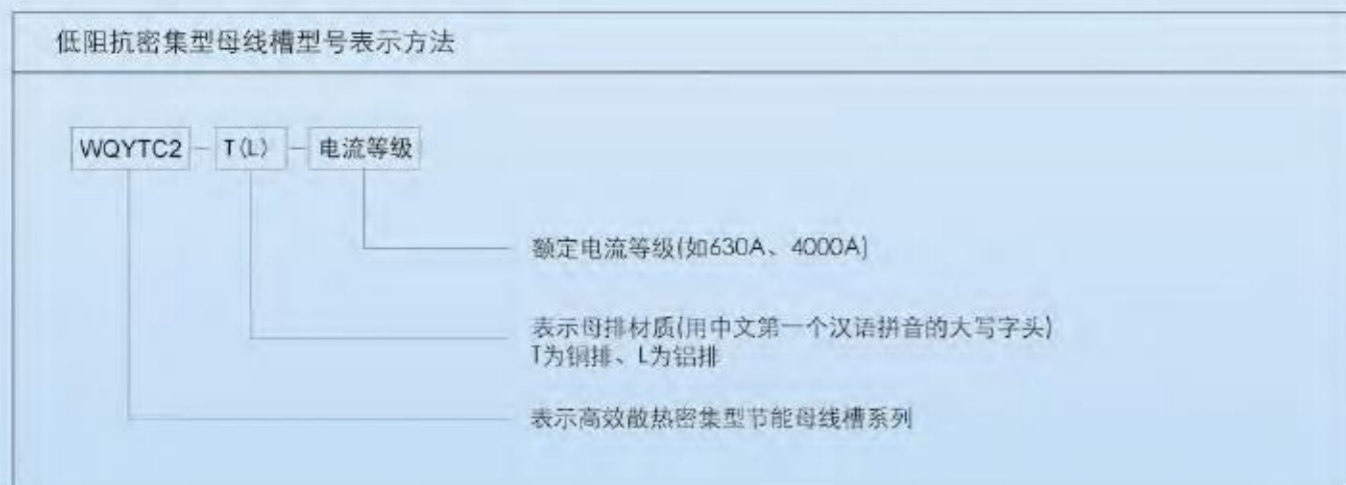 低阻抗密集型母线槽型号表示方法
WQYTC2 - T(L) - 电流等级
额定电流等级(如630A、4000A)
表示母排材质(用中文第一个汉语拼音的大写字头)
T为铜排、L为铝排
表示高效散热密集型节能母线槽系列